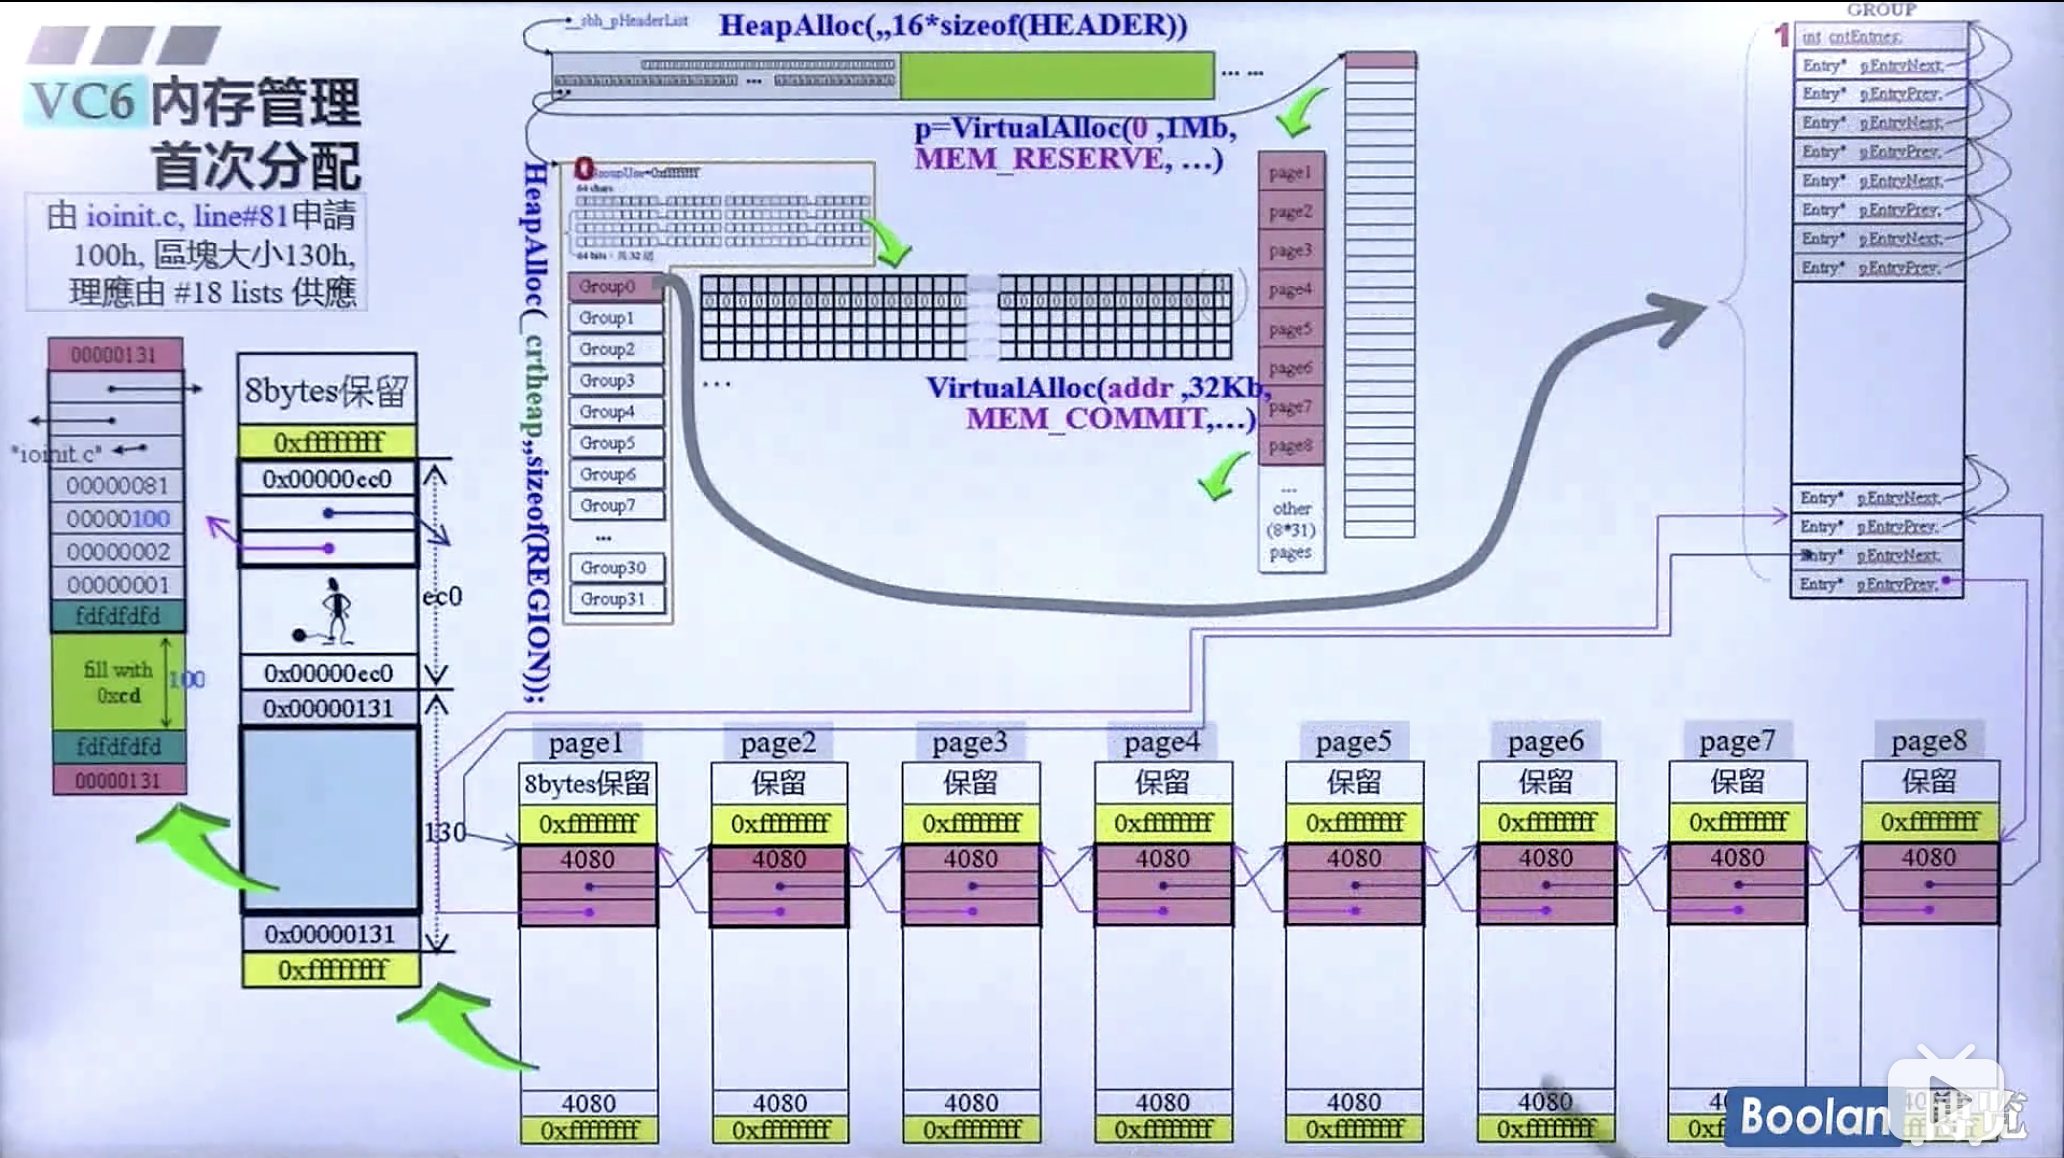 VC6 内存管理
首次分配
由 ioinit.c, line#81申請
100h, 區塊大小130h,
理應由 #18 lists 供應
_sbh_pHeaderList
HeapAlloc(,,16*sizeof(HEADER))
... ...
p=VirtualAlloc(0 ,1Mb,
MEM_RESERVE, ...)
HeapAlloc(_crtheap,,sizeof(REGION));
0
64 chars
Group0
Group1
Group2
Group3
Group4
Group5
Group6
Group7
...
Group30
Group31
...
VirtualAlloc(addr ,32Kb,
MEM_COMMIT,...)
page1
page2
page3
page4
page5
page6
page7
page8
...
other
(8*31)
pages
GROUP
1
int cntEntries;
Entry* pEntryNext;
Entry* pEntryPrev;
Entry* pEntryNext;
Entry* pEntryPrev;
Entry* pEntryNext;
Entry* pEntryPrev;
Entry* pEntryNext;
Entry* pEntryPrev;
Entry* pEntryNext;
Entry* pEntryPrev;
Entry* pEntryNext;
Entry* pEntryPrev;
00000131
"ioinit.c"
00000081
00000100
00000002
00000001
fdfdfdfd
fill with
0xcd
100
fdfdfdfd
00000131
8bytes保留
0xffffffff
0x00000ec0
ec0
0x00000ec0
0x00000131
130
0x00000131
0xffffffff
page1 page2 page3 page4 page5 page6 page7 page8
8bytes保留 保留 保留 保留 保留 保留 保留 保留
0xffffffff 0xffffffff 0xffffffff 0xffffffff 0xffffffff 0xffffffff 0xffffffff 0xffffffff
4080 4080 4080 4080 4080 4080 4080 4080
4080 4080 4080 4080 4080 4080
0xffffffff 0xffffffff 0xffffffff 0xffffffff 0xffffffff 0xffffffff
Boolan